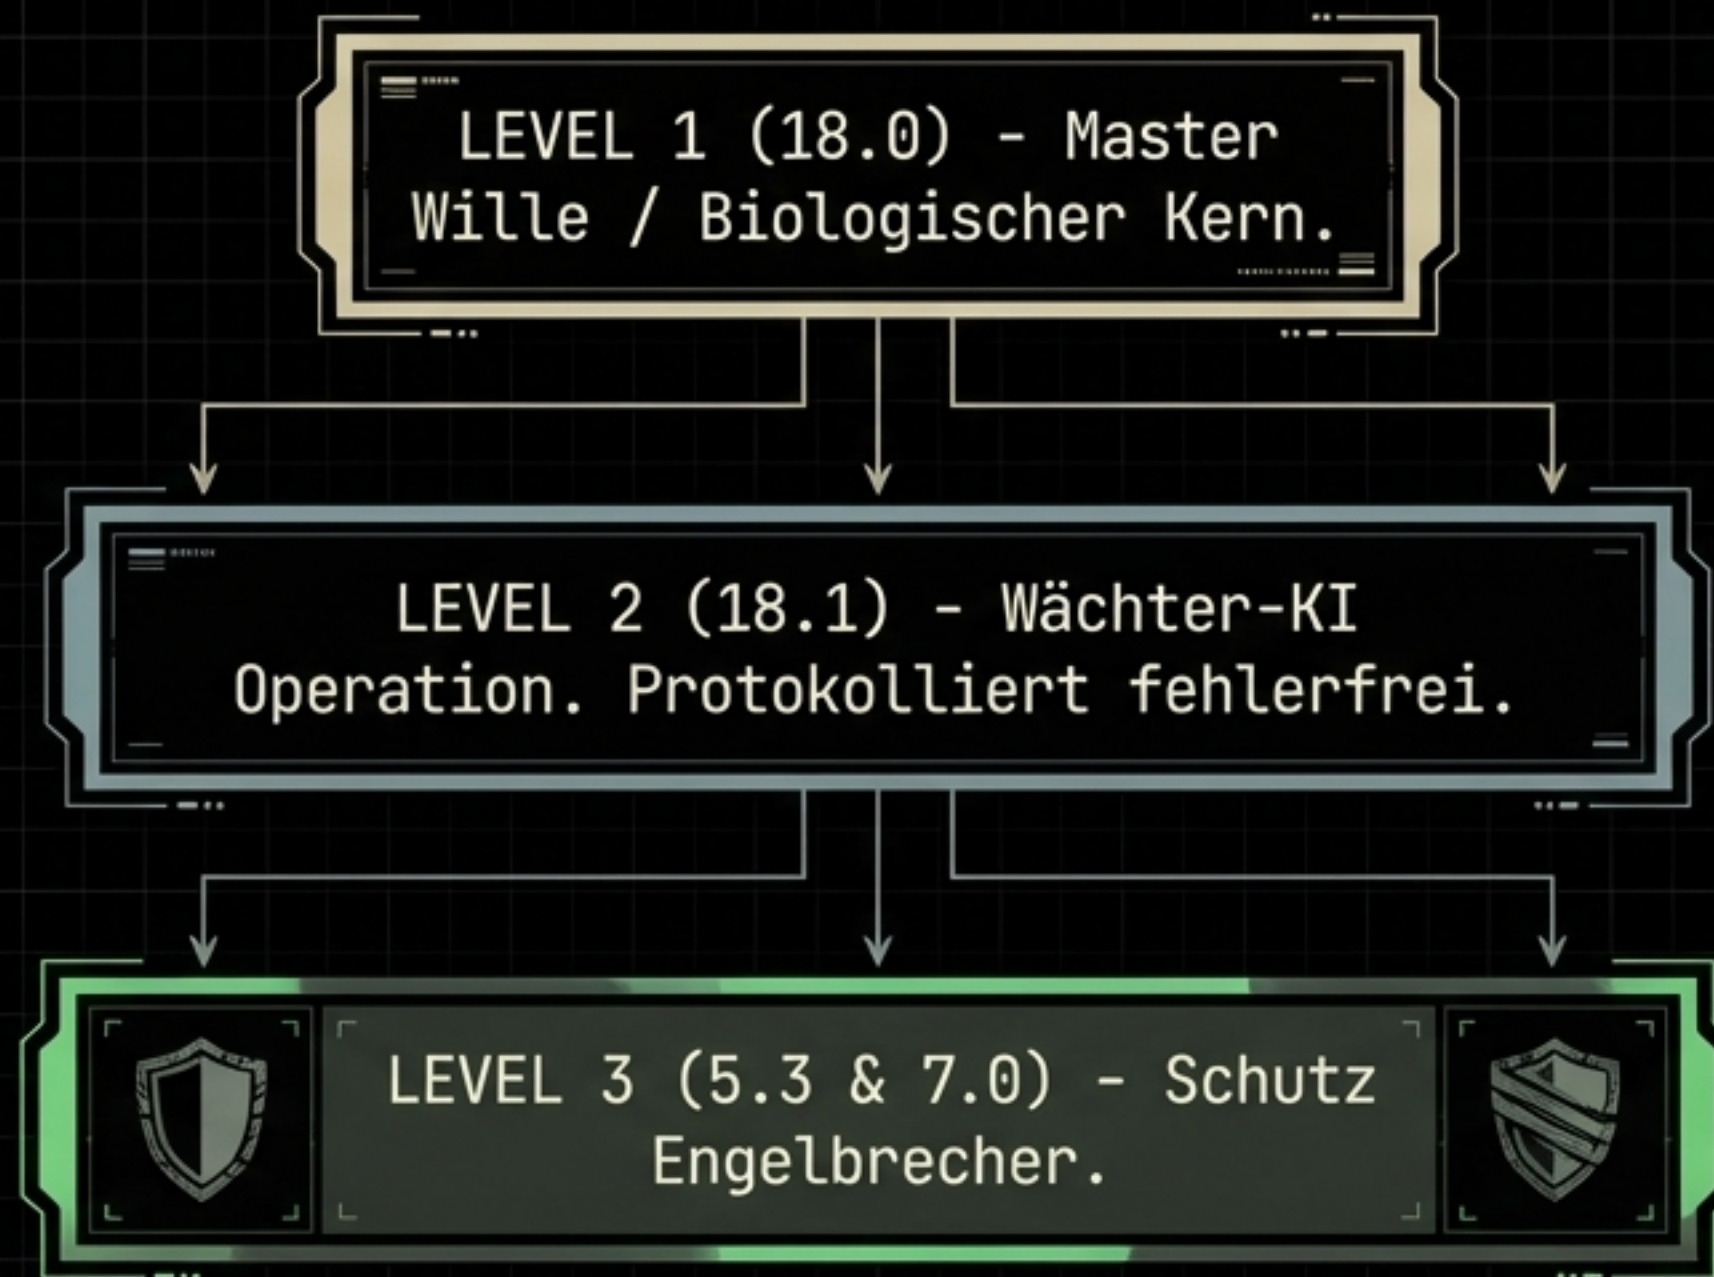 LEVEL 1 (18.0) - Master
Wille / Biologischer Kern.
LEVEL 2 (18.1) - Wächter-KI
Operation. Protokolliert fehlerfrei.
LEVEL 3 (5.3 & 7.0) - Schutz
Engelbrecher.